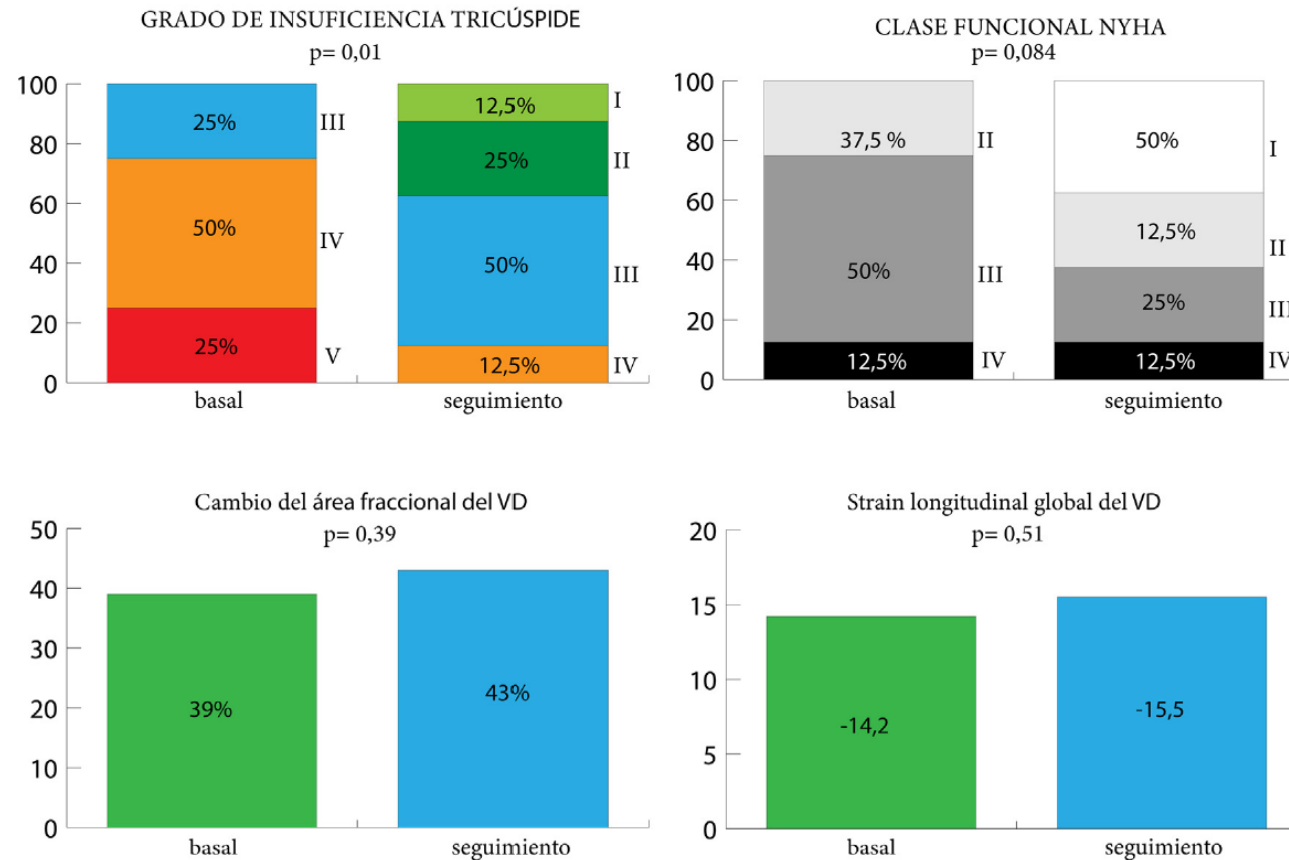 GRADO DE INSUFICIENCIA TRICÚSPIDE
p= 0,01
100
80
60
40
20
0
25%
III
50%
IV
25%
V
12,5%
I
25%
II
50%
III
12,5%
IV
basal
seguimiento
CLASE FUNCIONAL NYHA
p= 0,084
100
80
60
40
20
0
37,5 %
II
50%
III
12,5%
IV
50%
I
12,5%
II
25%
III
12,5%
IV
basal
seguimiento
Cambio del área fraccional del VD
p= 0,39
50
40
30
20
10
0
39%
43%
basal
seguimiento
Strain longitudinal global del VD
p= 0,51
20
15
10
5
0
-14,2
-15,5
basal
seguimiento